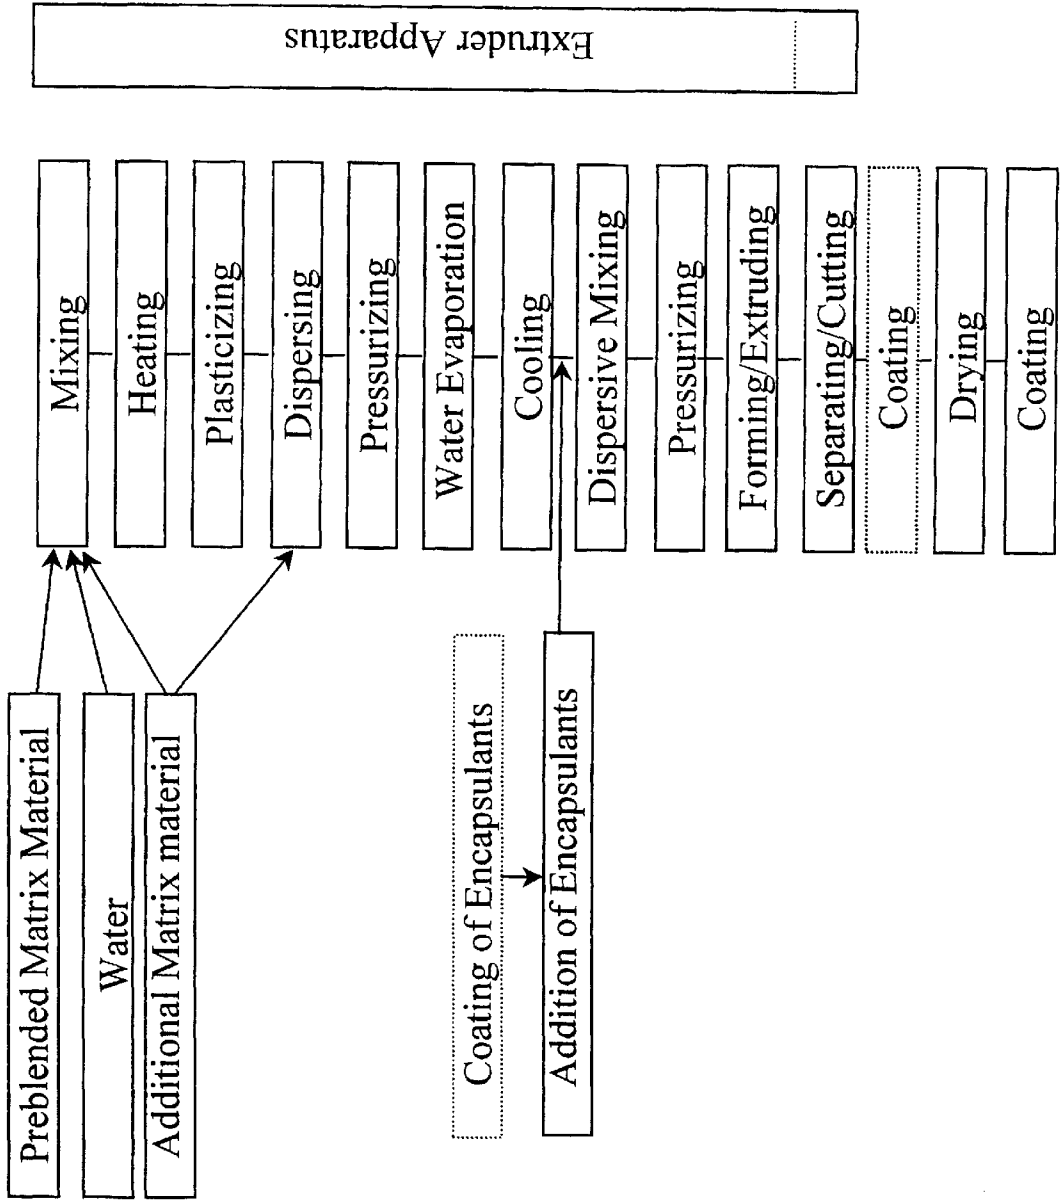 Preblended Matrix Material
Water
Additional Matrix material
Coating of Encapsulants
Addition of Encapsulants
Mixing
Heating
Plasticizing
Dispersing
Pressurizing
Water Evaporation
Cooling
Dispersive Mixing
Pressurizing
Forming/Extruding
Separating/Cutting
Coating
Drying
Coating
Extruder Apparatus